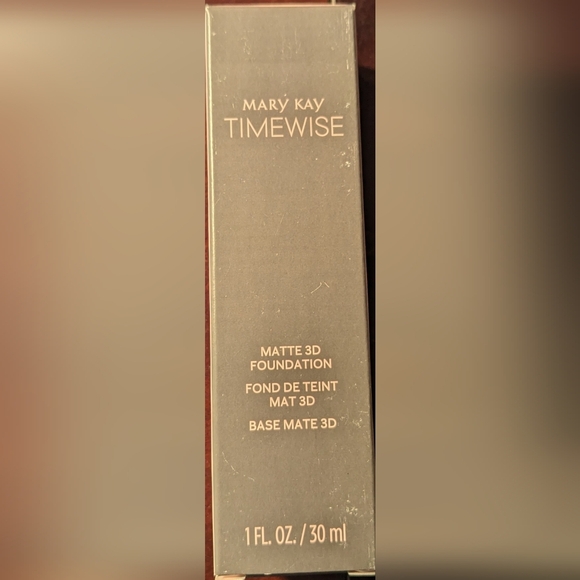 MARY KAY
TIMEWISE
MATTE 3D
FOUNDATION
FOND DE TEINT
MAT 3D
BASE MATE 3D
1 FL. OZ. / 30 ml